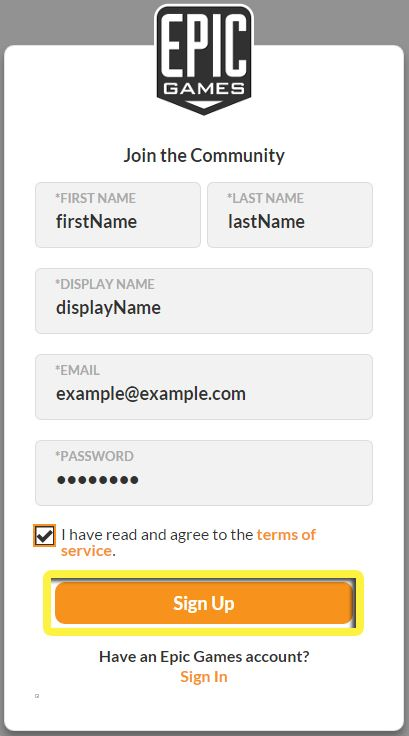 EPIC
GAMES
Join the Community
*FIRST NAME
*LAST NAME
firstName
lastName
*DISPLAY NAME
displayName
*EMAIL
example@example.com
*PASSWORD
••••••••
I have read and agree to the terms of
service.
Sign Up
Have an Epic Games account?
Sign In